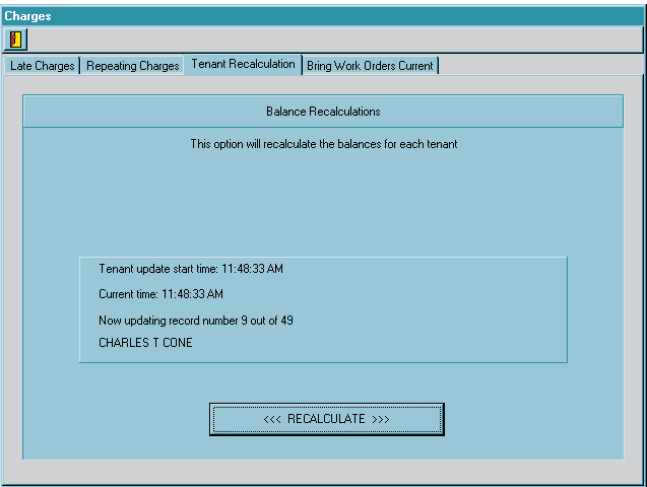 Charges
Late Charges Repeating Charges Tenant Recalculation Bring Work Orders Current
Balance Recalculations
This option will recalculate the balances for each tenant
Tenant update start time: 11:48:33 AM
Current time: 11:48:33 AM
Now updating record number 9 out of 49
CHARLES T CONE
<<< RECALCULATE >>>